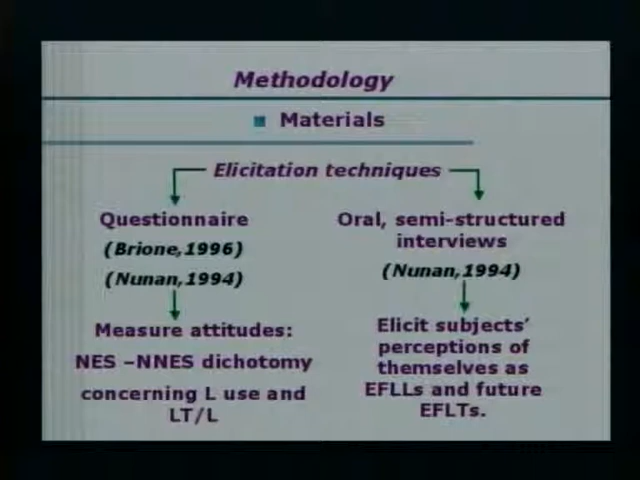 Methodology
Materials
Elicitation techniques
Questionnaire
(Brione,1996)
(Nunan,1994)
Measure attitudes:
NES –NNES dichotomy
concerning L use and
LT/L
Oral, semi-structured
interviews
(Nunan,1994)
Elicit subjects'
perceptions of
themselves as
EFLLs and future
EFLTs.